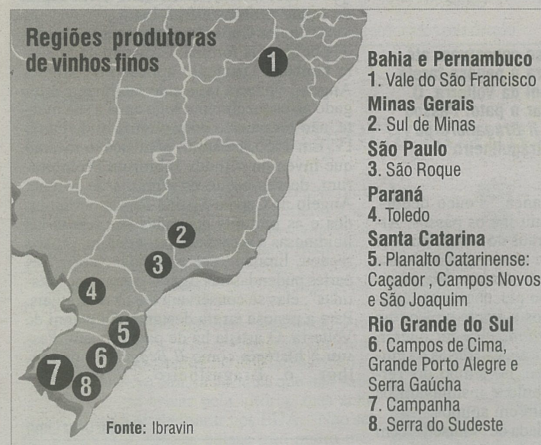 Regiões produtoras
de vinhos finos
1
2
3
4
5
6
7
8
Fonte: Ibravin
Bahia e Pernambuco
1. Vale do São Francisco
Minas Gerais
2. Sul de Minas
São Paulo
3. São Roque
Paraná
4. Toledo
Santa Catarina
5. Planalto Catarinense:
Caçador , Campos Novos
e São Joaquim
Rio Grande do Sul
6. Campos de Cima,
Grande Porto Alegre e
Serra Gaúcha
7. Campanha
8. Serra do Sudeste